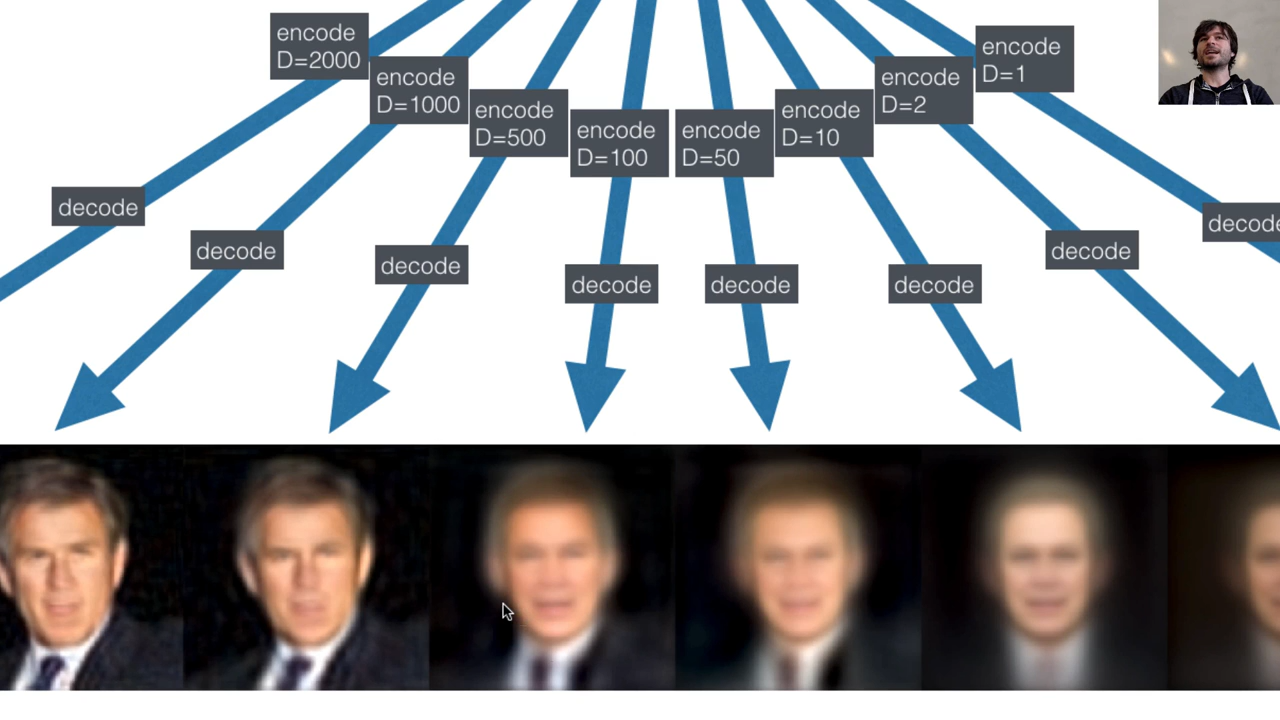 encode
D=2000
encode
D=1000
encode
D=500
encode
D=100
encode
D=50
encode
D=10
encode
D=2
encode
D=1
decode
decode
decode
decode
decode
decode
decode
decode